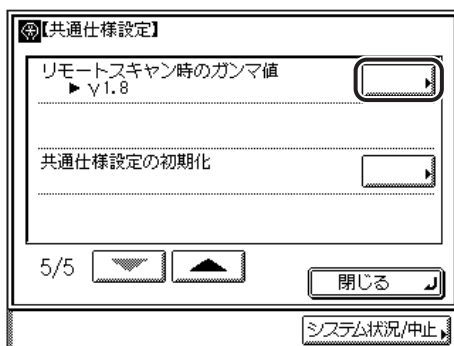 【共通仕様設定】
リモートスキャン時のガンマ値
▶ γ1.8
共通仕様設定の初期化
5/5
閉じる
システム状況/中止